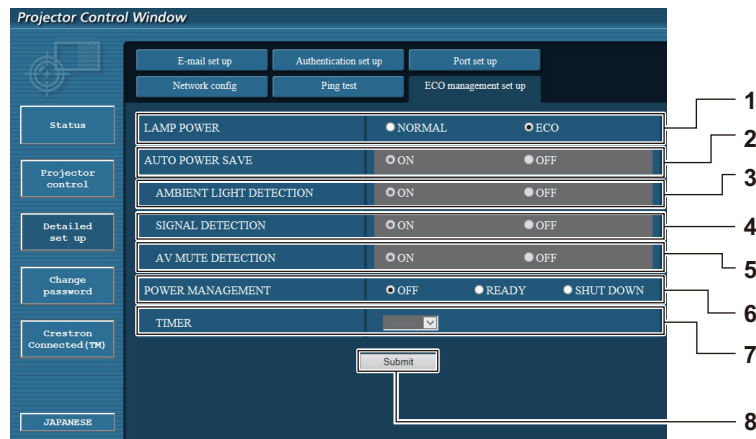 Projector Control Window
E-mail set up
Authentication set up
Port set up
Network config
Ping test
ECO management set up
Status
Projector
control
Detailed
set up
Change
password
Crestron
Connected(TM)
JAPANESE
LAMP POWER NORMAL ECO 1
AUTO POWER SAVE ON OFF 2
AMBIENT LIGHT DETECTION ON OFF 3
SIGNAL DETECTION ON OFF 4
AV MUTE DETECTION ON OFF 5
POWER MANAGEMENT OFF READY SHUT DOWN 6
TIMER 7
Submit 8